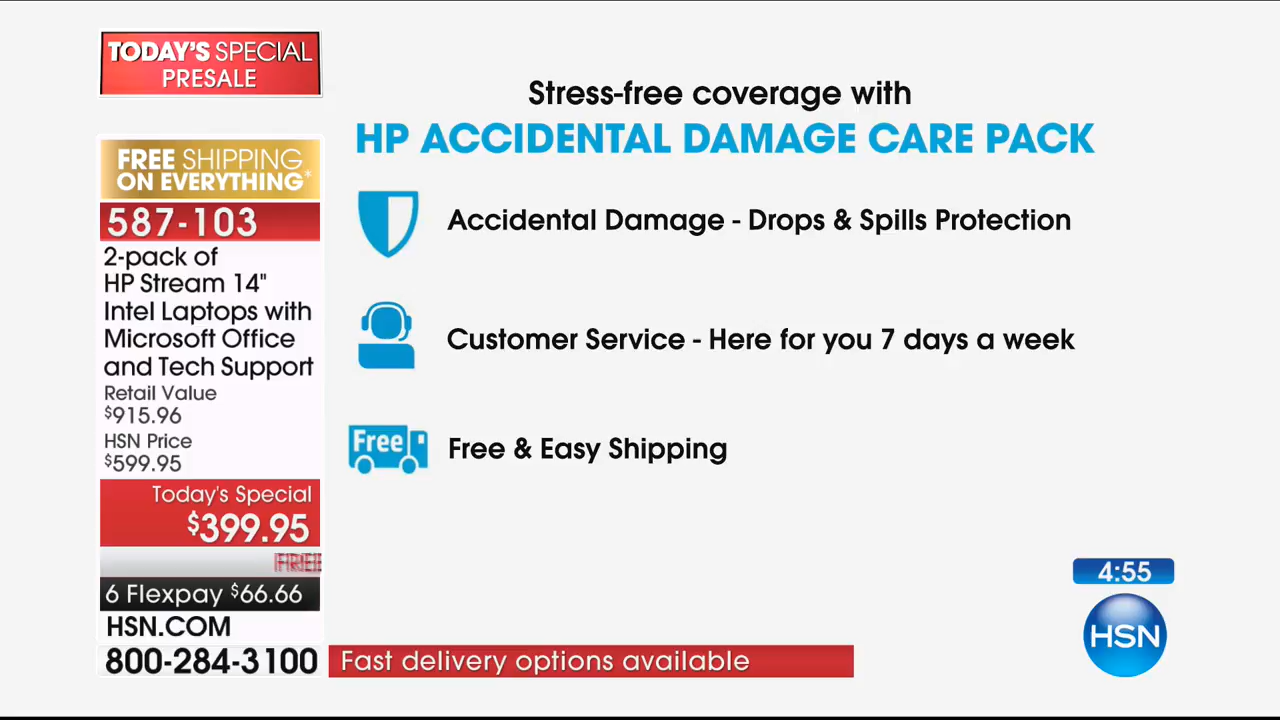 TODAY'S SPECIAL
PRESALE
FREE SHIPPING
ON EVERYTHING*
587-103
2-pack of
HP Stream 14"
Intel Laptops with
Microsoft Office
and Tech Support
Retail Value
$915.96
HSN Price
$599.95
Today's Special
$399.95
FREE
6 Flexpay $66.66
HSN.COM
800-284-3100
Stress-free coverage with
HP ACCIDENTAL DAMAGE CARE PACK
Accidental Damage - Drops & Spills Protection
Customer Service - Here for you 7 days a week
Free
Free & Easy Shipping
Fast delivery options available
4:55
HSN